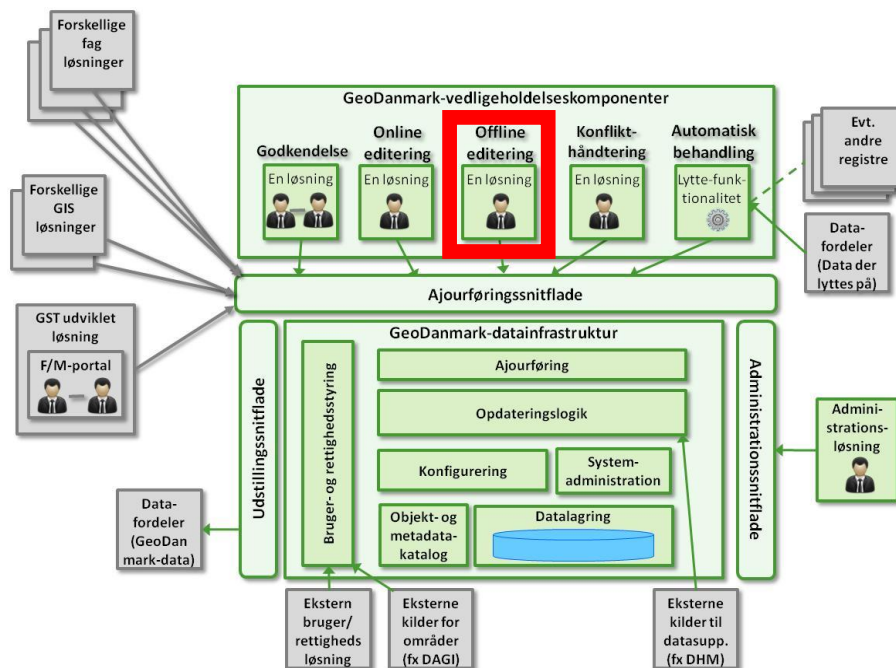 Forskellige
fag
løsninger
GeoDanmark-vedligeholdelseskomponenter
Godkendelse
Online
editering
Offline
editering
Konflikt-
håndtering
Automatisk
behandling
En løsning
En løsning
En løsning
En løsning
Lytte-funk-
tionalitet
Evt.
andre
registre
Forskellige
GIS
løsninger
Data-
fordeler
(Data der
lyttes på)
Ajourføringssnitflade
GST udviklet
løsning
F/M-portal
Udstillingssnitflade
GeoDanmark-datainfrastruktur
Bruger- og rettighedsstyring
Ajourføring
Opdateringslogik
Konfigurering
System-
administration
Objekt- og
metadata-
katalog
Datalagring
Administrationssnitflade
Admini-
strations-
løsning
Data-
fordeler
(GeoDan
mark-data)
Ekstern
bruger/
rettigheds
løsning
Eksterne
kilder for
områder
(fx DAGI)
Eksterne
kilder til
datasupp.
(fx DHM)